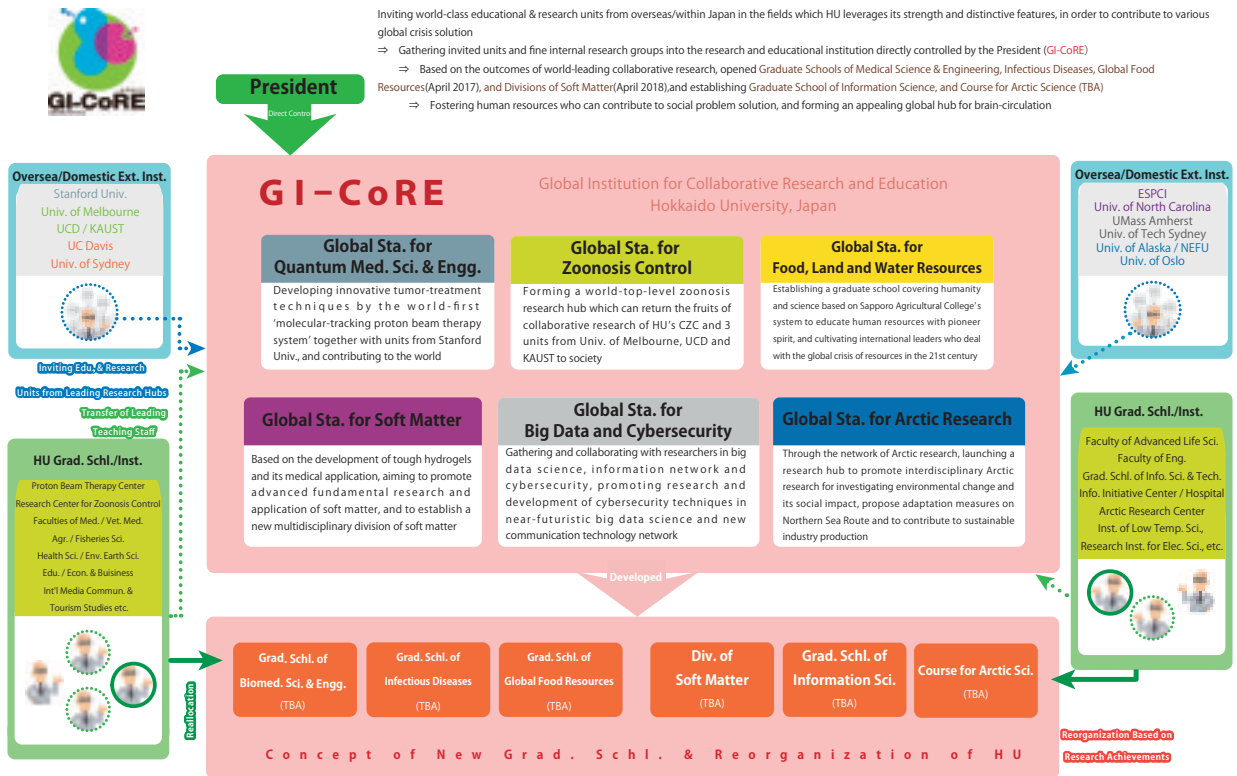 Inviting world-class educational & research units from overseas/within Japan in the fields which HU leverages its strength and distinctive features, in order to contribute to various
global crisis solution
⇒ Gathering invited units and fine internal research groups into the research and educational institution directly controlled by the President (GI-CoRE)
⇒ Based on the outcomes of world-leading collaborative research, opened Graduate Schools of Medical Science & Engineering, Infectious Diseases, Global Food
Resources(April 2017), and Divisions of Soft Matter(April 2018),and establishing Graduate School of Information Science, and Course for Arctic Science (TBA)
⇒ Fostering human resources who can contribute to social problem solution, and forming an appealing global hub for brain-circulation
GI-CoRE
President
Direct Control
Oversea/Domestic Ext. Inst.
Stanford Univ.
Univ. of Melbourne
UCD / KAUST
UC Davis
Univ. of Sydney
Inviting Edu. & Research
Units from Leading Research Hubs
Transfer of Leading
Teaching Staff
HU Grad. Schl./Inst.
Proton Beam Therapy Center
Research Center for Zoonosis Control
Faculties of Med. / Vet. Med.
Agr. / Fisheries Sci.
Health Sci. / Env. Earth Sci.
Edu. / Econ. & Buisiness
Int'l Media Commun. &
Tourism Studies etc.
Reallocation
GI-CoRE
Global Institution for Collaborative Research and Education
Hokkaido University, Japan
Global Sta. for
Quantum Med. Sci. & Engg.
Developing innovative tumor-treatment
techniques by the world-first
'molecular-tracking proton beam therapy
system' together with units from Stanford
Univ., and contributing to the world
Global Sta. for
Zoonosis Control
Forming a world-top-level zoonosis
research hub which can return the fruits of
collaborative research of HU's CZC and 3
units from Univ. of Melbourne, UCD and
KAUST to society
Global Sta. for
Food, Land and Water Resources
Establishing a graduate school covering humanity
and science based on Sapporo Agricultural College's
system to educate human resources with pioneer
spirit, and cultivating international leaders who deal
with the global crisis of resources in the 21st century
Global Sta. for Soft Matter
Based on the development of tough hydrogels
and its medical application, aiming to promote
advanced fundamental research and
application of soft matter, and to establish a
new multidisciplinary division of soft matter
Global Sta. for
Big Data and Cybersecurity
Gathering and collaborating with researchers in big
data science, information network and
cybersecurity, promoting research and
development of cybersecurity techniques in
near-futuristic big data science and new
communication technology network
Global Sta. for Arctic Research
Through the network of Arctic research, launching a
research hub to promote interdisciplinary Arctic
research for investigating environmental change and
its social impact, propose adaptation measures on
Northern Sea Route and to contribute to sustainable
industry production
Oversea/Domestic Ext. Inst.
ESPCI
Univ. of North Carolina
UMass Amherst
Univ. of Tech Sydney
Univ. of Alaska / NEFU
Univ. of Oslo
HU Grad. Schl./Inst.
Faculty of Advanced Life Sci.
Faculty of Eng.
Grad. Schl. of Info. Sci. & Tech.
Info. Initiative Center / Hospital
Arctic Research Center
Inst. of Low Temp. Sci.,
Research Inst. for Elec. Sci., etc.
Developed
Grad. Schl. of
Biomed. Sci. & Engg.
(TBA)
Grad. Schl. of
Infectious Diseases
(TBA)
Grad. Schl. of
Global Food Resources
(TBA)
Div. of
Soft Matter
(TBA)
Grad. Schl. of
Information Sci.
(TBA)
Course for Arctic Sci.
(TBA)
Concept of New Grad. Schl. & Reorganization of HU
Reorganization Based on
Research Achievements